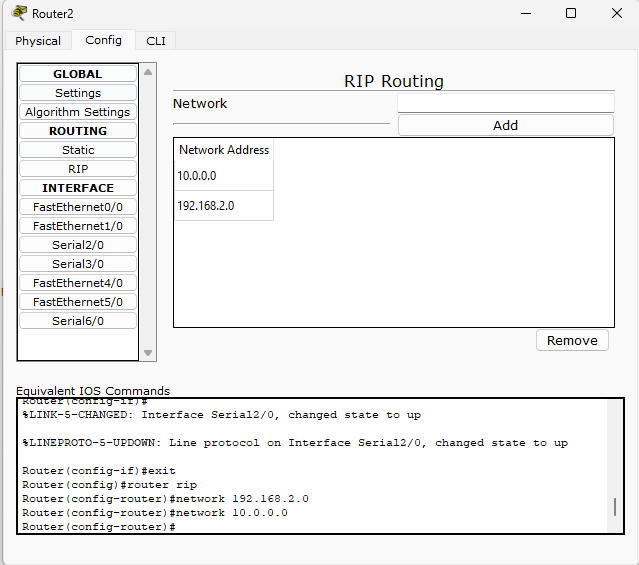 Router2
Physical Config CLI
GLOBAL
Settings
Algorithm Settings
ROUTING
Static
RIP
INTERFACE
FastEthernet0/0
FastEthernet1/0
Serial2/0
Serial3/0
FastEthernet4/0
FastEthernet5/0
Serial6/0
RIP Routing
Network
Add
Network Address
10.0.0.0
192.168.2.0
Remove
Equivalent IOS Commands
Router(config-if)#
%LINK-5-CHANGED: Interface Serial2/0, changed state to up
%LINEPROTO-5-UPDOWN: Line protocol on Interface Serial2/0, changed state to up
Router(config-if)#exit
Router(config)#router rip
Router(config-router)#network 192.168.2.0
Router(config-router)#network 10.0.0.0
Router(config-router)#